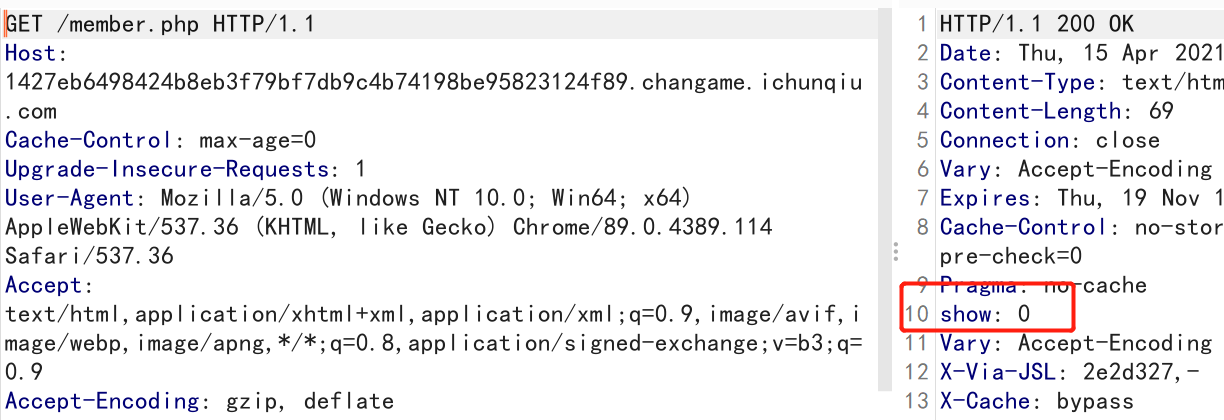 GET /member.php HTTP/1.1
Host:
1427eb6498424b8eb3f79bf7db9c4b74198be95823124f89.changame.ichunqiu
.com
Cache-Control: max-age=0
Upgrade-Insecure-Requests: 1
User-Agent: Mozilla/5.0 (Windows NT 10.0; Win64; x64)
AppleWebKit/537.36 (KHTML, like Gecko) Chrome/89.0.4389.114
Safari/537.36
Accept:
text/html,application/xhtml+xml,application/xml;q=0.9,image/avif,i
mage/webp,image/apng,*/*;q=0.8,application/signed-exchange;v=b3;q=
0.9
Accept-Encoding: gzip, deflate
1 HTTP/1.1 200 OK
2 Date: Thu, 15 Apr 2021
3 Content-Type: text/htm
4 Content-Length: 69
5 Connection: close
6 Vary: Accept-Encoding
7 Expires: Thu, 19 Nov 1
8 Cache-Control: no-stor
pre-check=0
9 Pragma: no-cache
10 show: 0
11 Vary: Accept-Encoding
12 X-Via-JSL: 2e2d327,-
13 X-Cache: bypass